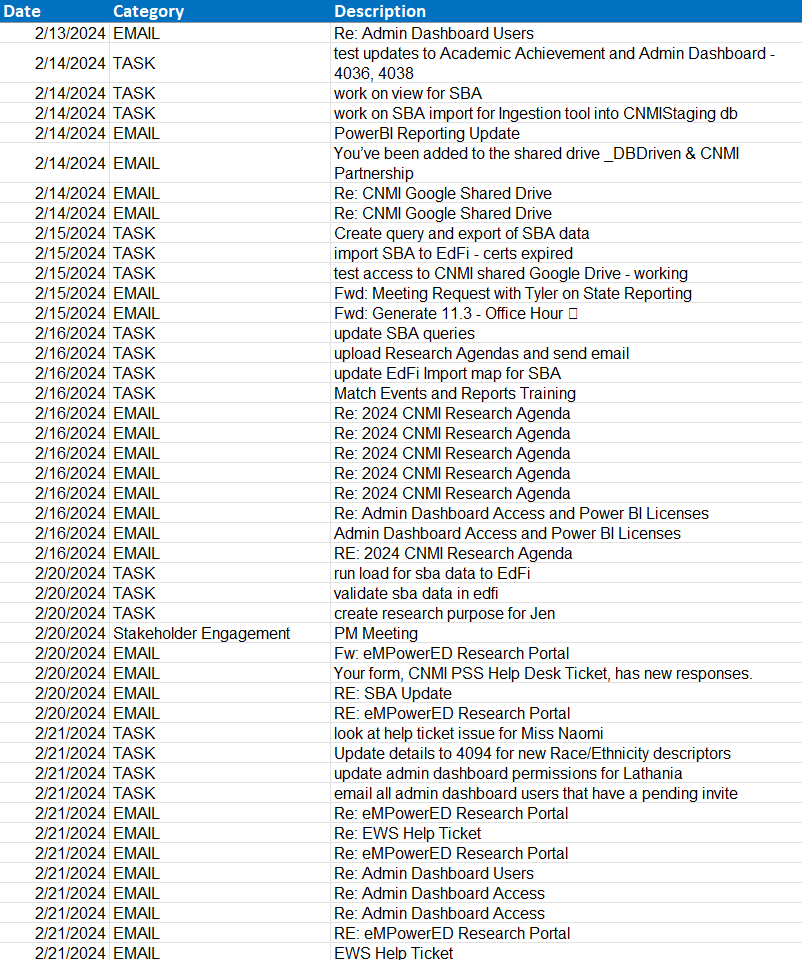 Date Category Description
2/13/2024 EMAIL Re: Admin Dashboard Users
test updates to Academic Achievement and Admin Dashboard -
2/14/2024 TASK 4036, 4038
2/14/2024 TASK work on view for SBA
2/14/2024 TASK work on SBA import for Ingestion tool into CNMIStaging db
2/14/2024 EMAIL PowerBI Reporting Update
You've been added to the shared drive _DBDriven & CNMI
2/14/2024 EMAIL Partnership
2/14/2024 EMAIL Re: CNMI Google Shared Drive
2/14/2024 EMAIL Re: CNMI Google Shared Drive
2/15/2024 TASK Create query and export of SBA data
2/15/2024 TASK import SBA to EdFi - certs expired
2/15/2024 TASK test access to CNMI shared Google Drive - working
2/15/2024 EMAIL Fwd: Meeting Request with Tyler on State Reporting
2/15/2024 EMAIL Fwd: Generate 11.3 - Office Hour
2/16/2024 TASK update SBA queries
2/16/2024 TASK upload Research Agendas and send email
2/16/2024 TASK update EdFi Import map for SBA
2/16/2024 TASK Match Events and Reports Training
2/16/2024 EMAIL Re: 2024 CNMI Research Agenda
2/16/2024 EMAIL Re: 2024 CNMI Research Agenda
2/16/2024 EMAIL Re: 2024 CNMI Research Agenda
2/16/2024 EMAIL Re: 2024 CNMI Research Agenda
2/16/2024 EMAIL Re: 2024 CNMI Research Agenda
2/16/2024 EMAIL Re: Admin Dashboard Access and Power BI Licenses
2/16/2024 EMAIL Admin Dashboard Access and Power BI Licenses
2/16/2024 EMAIL RE: 2024 CNMI Research Agenda
2/20/2024 TASK run load for sba data to EdFi
2/20/2024 TASK validate sba data in edfi
2/20/2024 TASK create research purpose for Jen
2/20/2024 Stakeholder Engagement PM Meeting
2/20/2024 EMAIL Fw: eMPowerED Research Portal
2/20/2024 EMAIL Your form, CNMI PSS Help Desk Ticket, has new responses.
2/20/2024 EMAIL RE: SBA Update
2/20/2024 EMAIL RE: eMPowerED Research Portal
2/21/2024 TASK look at help ticket issue for Miss Naomi
2/21/2024 TASK Update details to 4094 for new Race/Ethnicity descriptors
2/21/2024 TASK update admin dashboard permissions for Lathania
2/21/2024 TASK email all admin dashboard users that have a pending invite
2/21/2024 EMAIL Re: eMPowerED Research Portal
2/21/2024 EMAIL Re: EWS Help Ticket
2/21/2024 EMAIL Re: eMPowerED Research Portal
2/21/2024 EMAIL Re: Admin Dashboard Users
2/21/2024 EMAIL Re: Admin Dashboard Access
2/21/2024 EMAIL Re: Admin Dashboard Access
2/21/2024 EMAIL RE: eMPowerED Research Portal
2/21/2024 EMAIL EWS Help Ticket